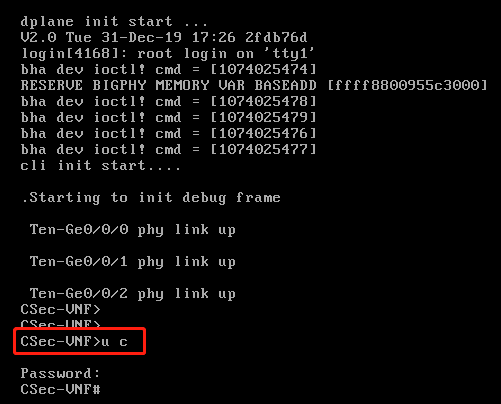 dplane init start ...
V2.0 Tue 31-Dec-19 17:26 2fdb76d
login[4168]: root login on 'tty1'
bha dev ioctl! cmd = [1074025474]
RESERVE BIGPHY MEMORY VAR BASEADD [ffff8800955c3000]
bha dev ioctl! cmd = [1074025478]
bha dev ioctl! cmd = [1074025479]
bha dev ioctl! cmd = [1074025476]
bha dev ioctl! cmd = [1074025477]
cli init start....
.Starting to init debug frame
Ten-Ge0/0/0 phy link up
Ten-Ge0/0/1 phy link up
Ten-Ge0/0/2 phy link up
CSec-VNF>
CSec-VNF>
CSec-VNF>u c
Password:
CSec-VNF#